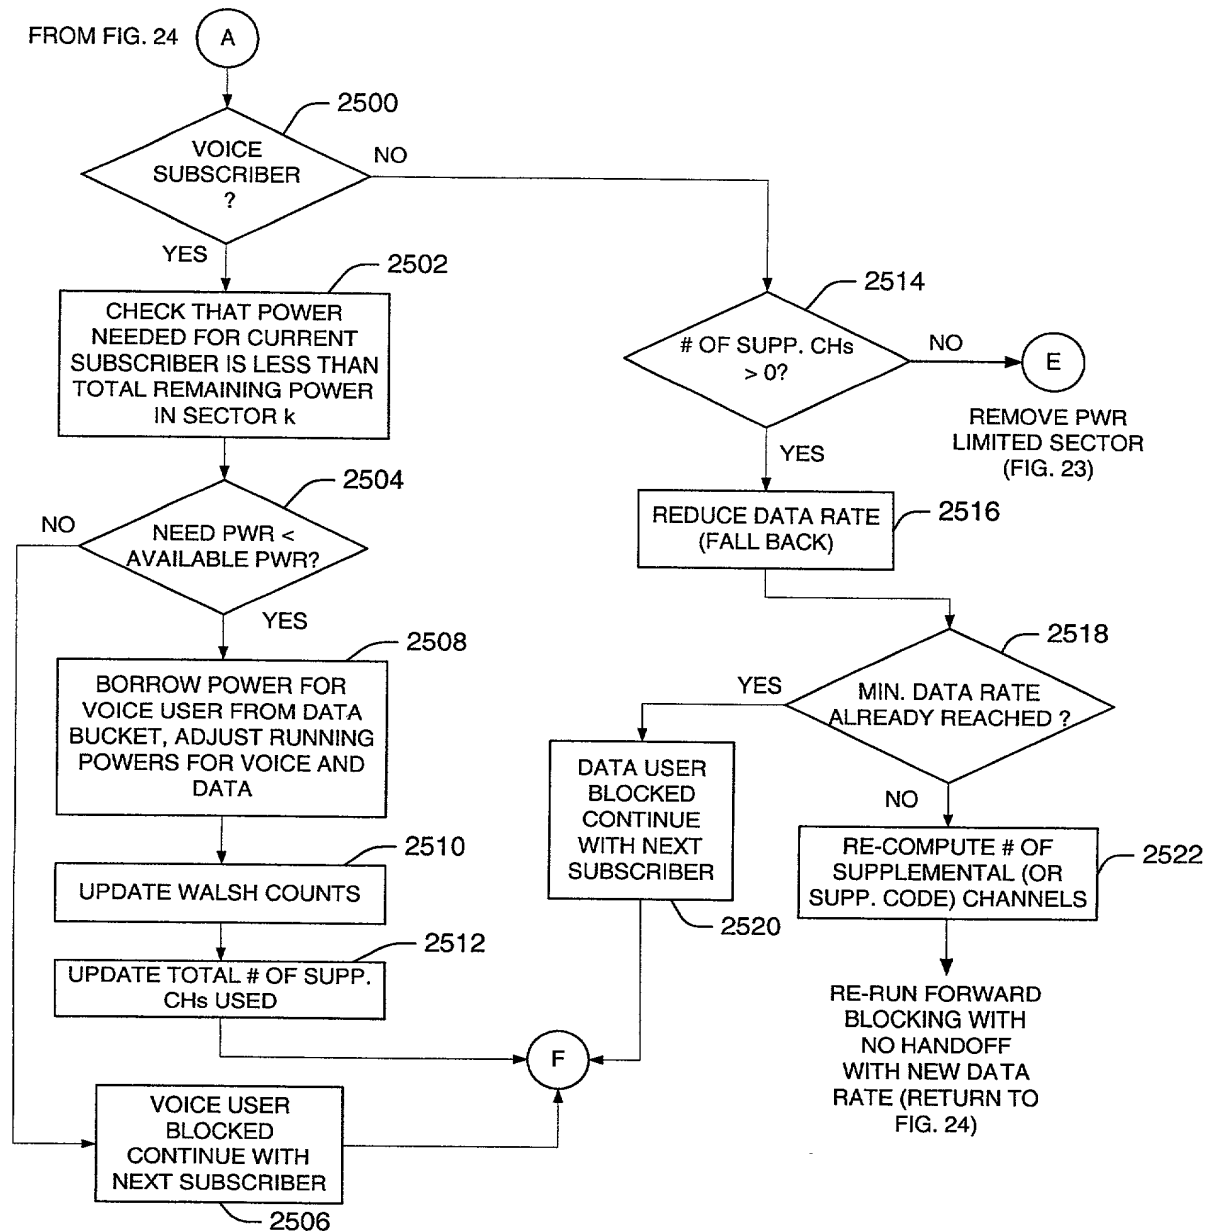 FROM FIG. 24
A
2500
VOICE
SUBSCRIBER
?
NO
YES
2502
CHECK THAT POWER
NEEDED FOR CURRENT
SUBSCRIBER IS LESS THAN
TOTAL REMAINING POWER
IN SECTOR k
2504
NO
NEED PWR <
AVAILABLE PWR?
YES
2508
BORROW POWER FOR
VOICE USER FROM DATA
BUCKET, ADJUST RUNNING
POWERS FOR VOICE AND
DATA
2510
UPDATE WALSH COUNTS
2512
UPDATE TOTAL # OF SUPP.
CHs USED
VOICE USER
BLOCKED
CONTINUE WITH
NEXT SUBSCRIBER
2506
F
2514
# OF SUPP. CHs
> 0?
NO
E
REMOVE PWR
LIMITED SECTOR
(FIG. 23)
YES
REDUCE DATA RATE
(FALL BACK)
2516
2518
YES
MIN. DATA RATE
ALREADY REACHED ?
DATA USER
BLOCKED
CONTINUE
WITH NEXT
SUBSCRIBER
2520
NO
RE-COMPUTE # OF
SUPPLEMENTAL (OR
SUPP. CODE) CHANNELS
2522
RE-RUN FORWARD
BLOCKING WITH
NO HANDOFF
WITH NEW DATA
RATE (RETURN TO
FIG. 24)